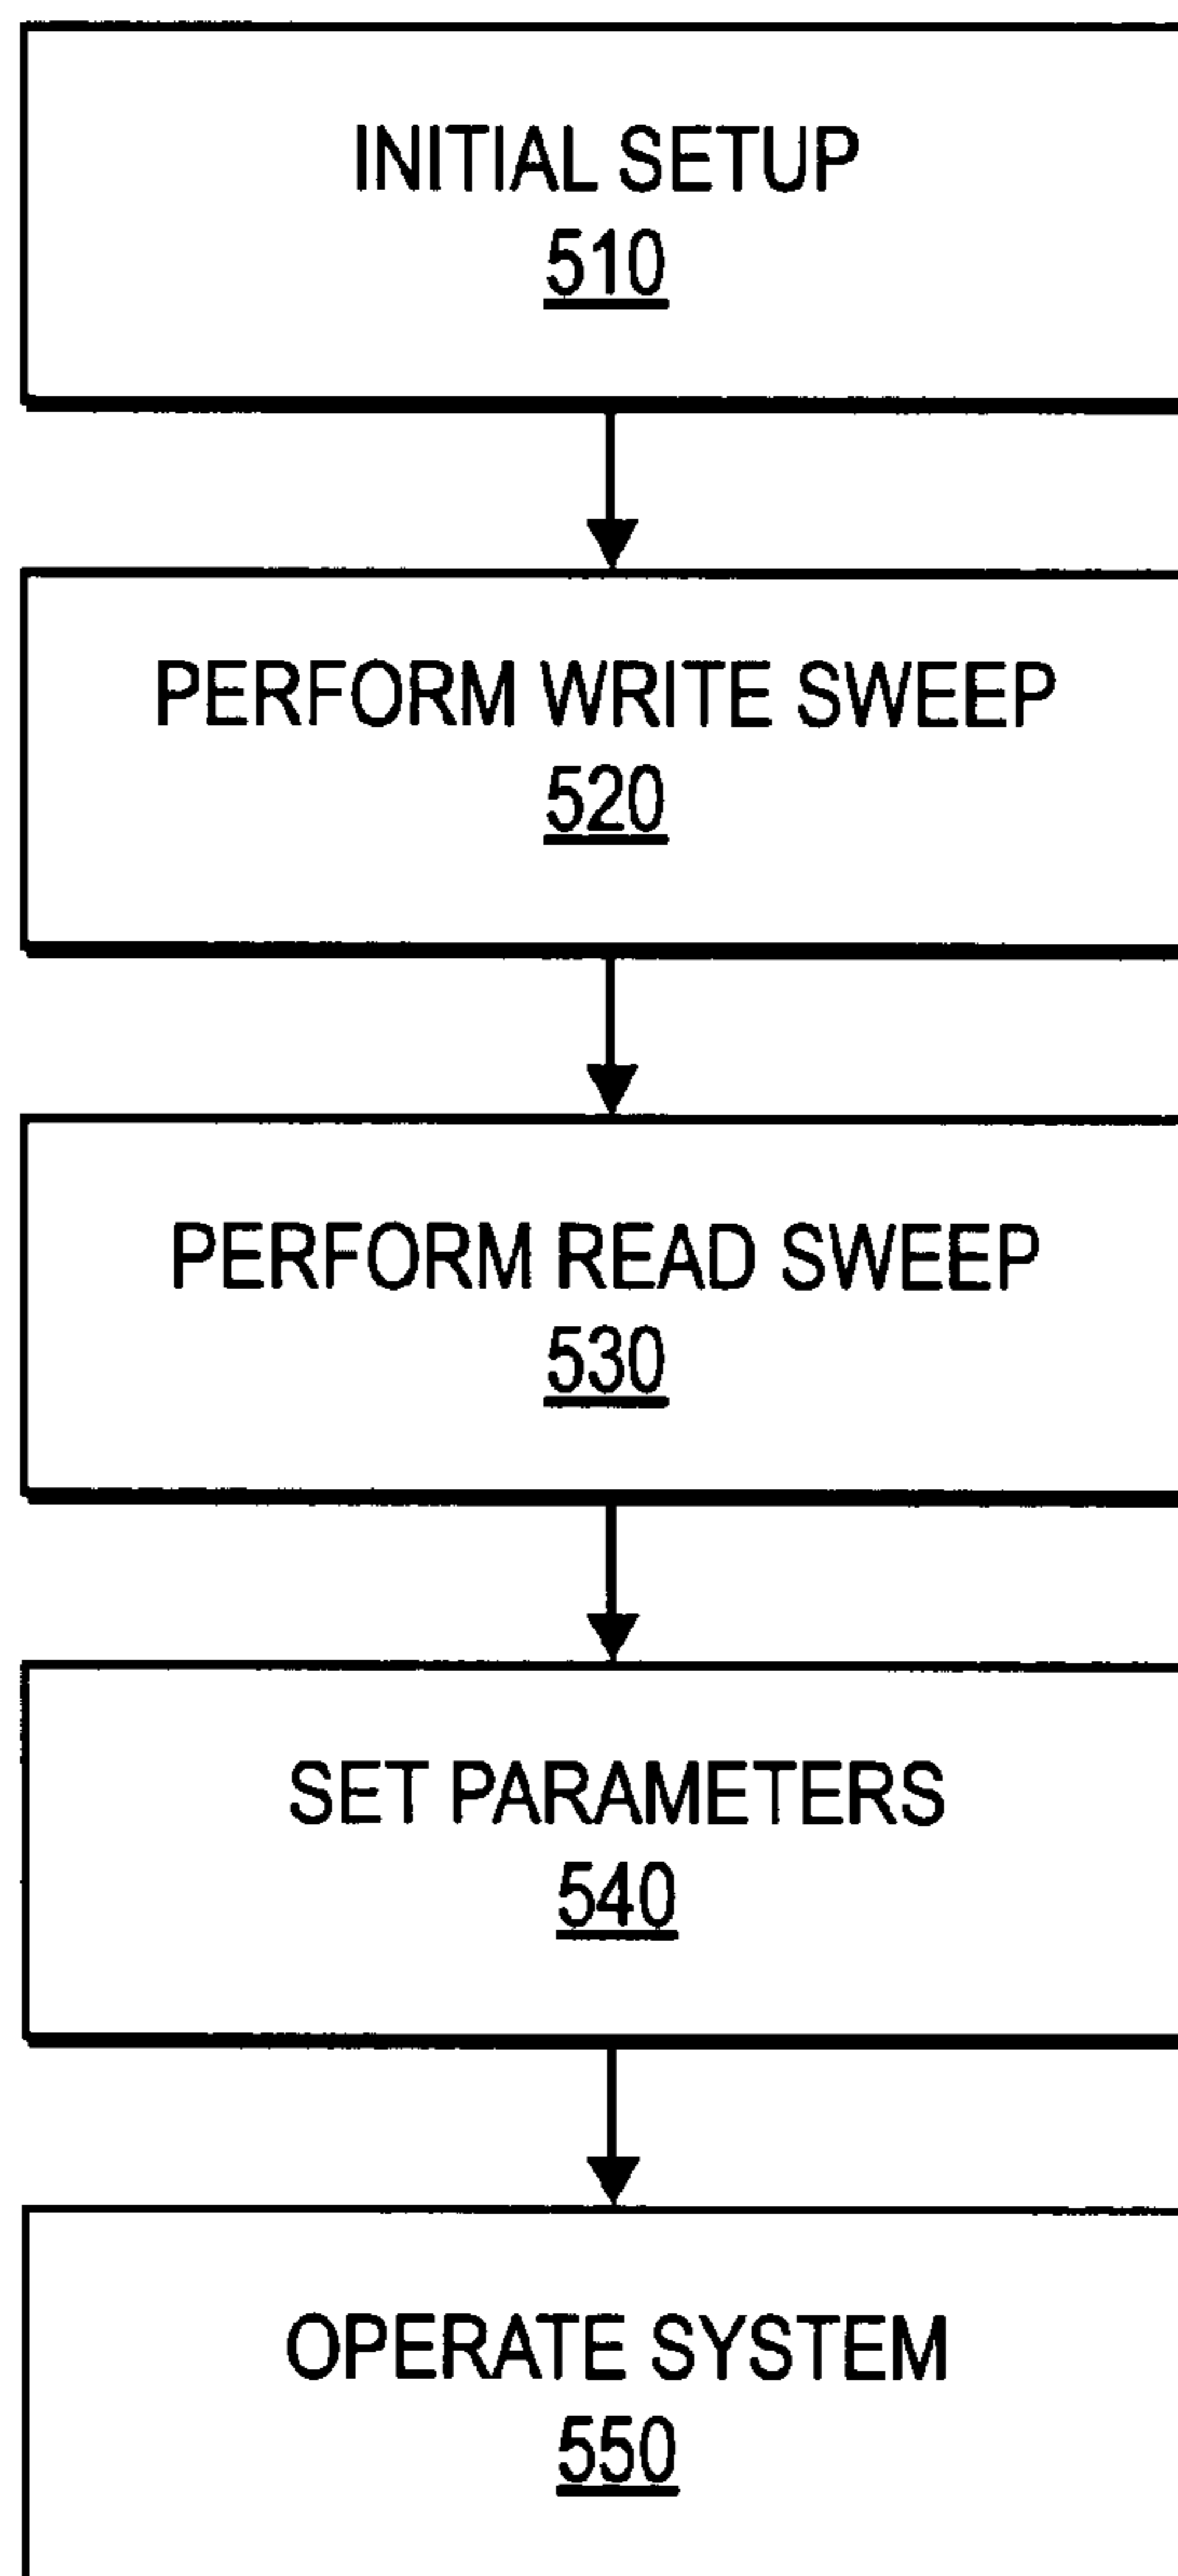 INITIAL SETUP
510
PERFORM WRITE SWEEP
520
PERFORM READ SWEEP
530
SET PARAMETERS
540
OPERATE SYSTEM
550